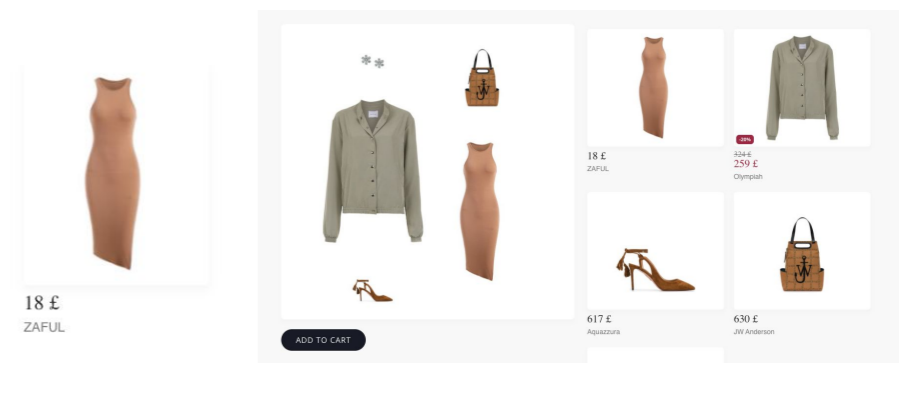 18 £
ZAFUL
ADD TO CART
18 £
ZAFUL
-20%
324 £
259 £
Olympiah
617 £
Aquazzura
630 £
JW Anderson